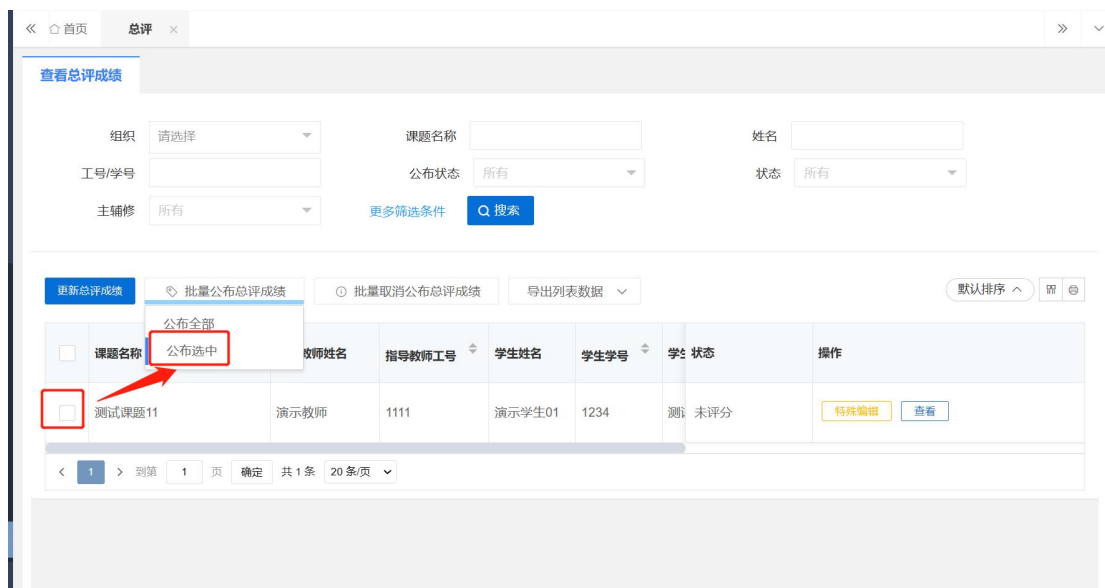 首页 总评
查看总评成绩
组织 请选择 课题名称 姓名
工号/学号 公布状态 所有 状态 所有
主辅修 所有 更多筛选条件 搜索
更新总评成绩 批量公布总评成绩 批量取消公布总评成绩 导出列表数据 默认排序
公布全部
公布选中
课题名称 教师姓名 指导教师工号 学生姓名 学生学号 学生 状态 操作
测试课题11 演示教师 1111 演示学生01 1234 测试 未评分 特殊编辑 查看
1 到第 1 页 确定 共 1 条 20 条/页